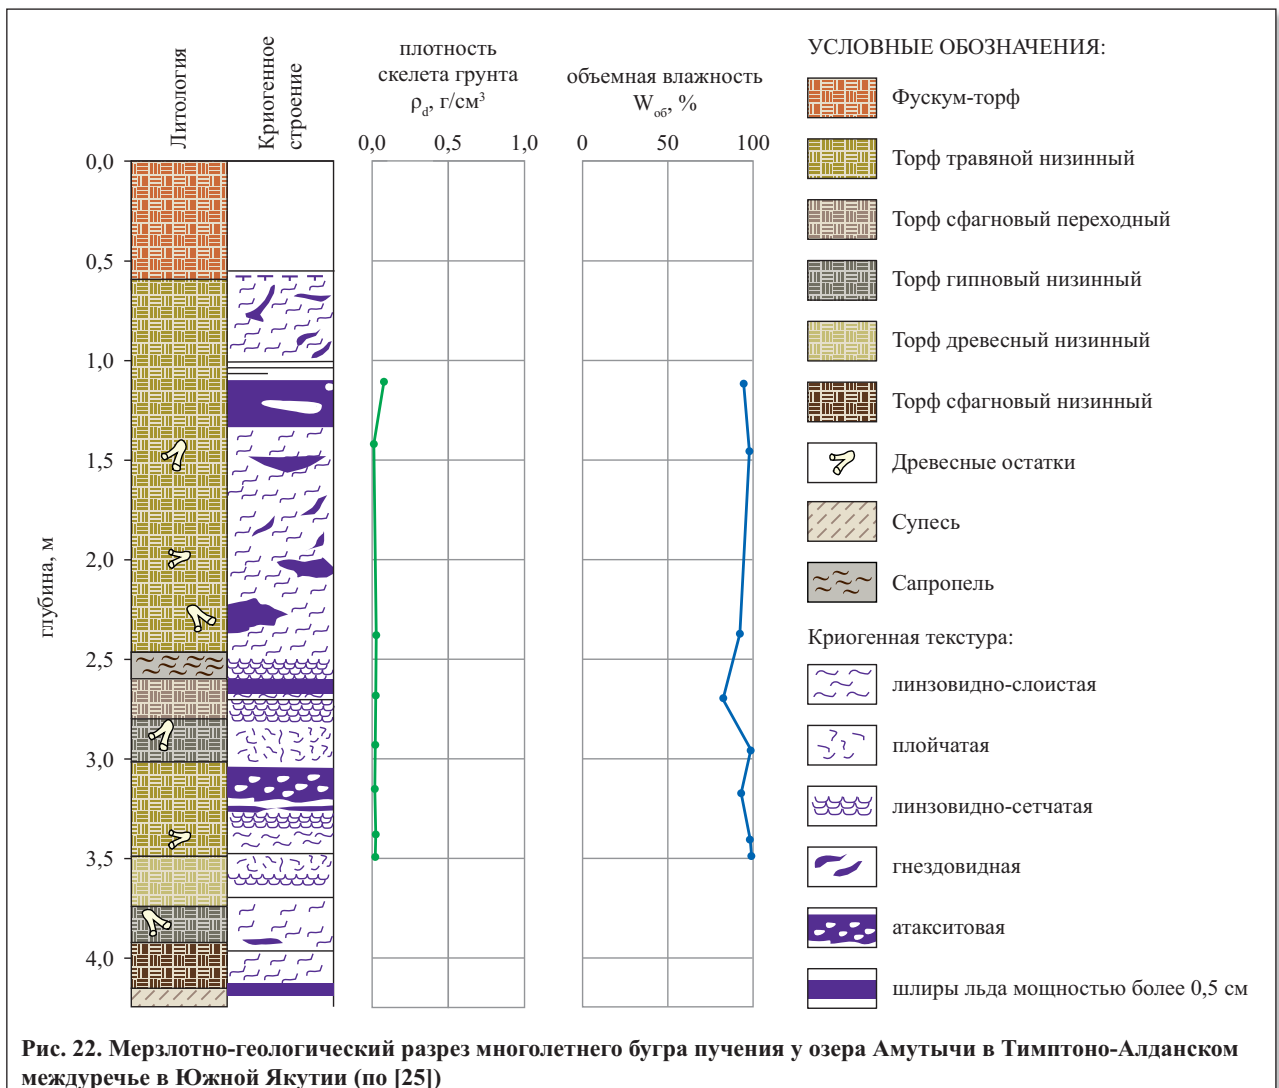 Литология
Криогенное
строение
плотность
скелета грунта
ρd, г/см³
объемная влажность
Wоб, %
0,0 0,5 1,0
0 50 100
глубина, м
0,0
0,5
1,0
1,5
2,0
2,5
3,0
3,5
4,0
УСЛОВНЫЕ ОБОЗНАЧЕНИЯ:
Фускум-торф
Торф травяной низинный
Торф сфагновый переходный
Торф гипновый низинный
Торф древесный низинный
Торф сфагновый низинный
Древесные остатки
Супесь
Сапропель
Криогенная текстура:
линзовидно-слоистая
плойчатая
линзовидно-сетчатая
гнездовидная
атакситовая
шлиры льда мощностью более 0,5 см
Рис. 22. Мерзлотно-геологический разрез многолетнего бугра пучения у озера Амутычи в Тимптоно-Алданском
междуречье в Южной Якутии (по [25])